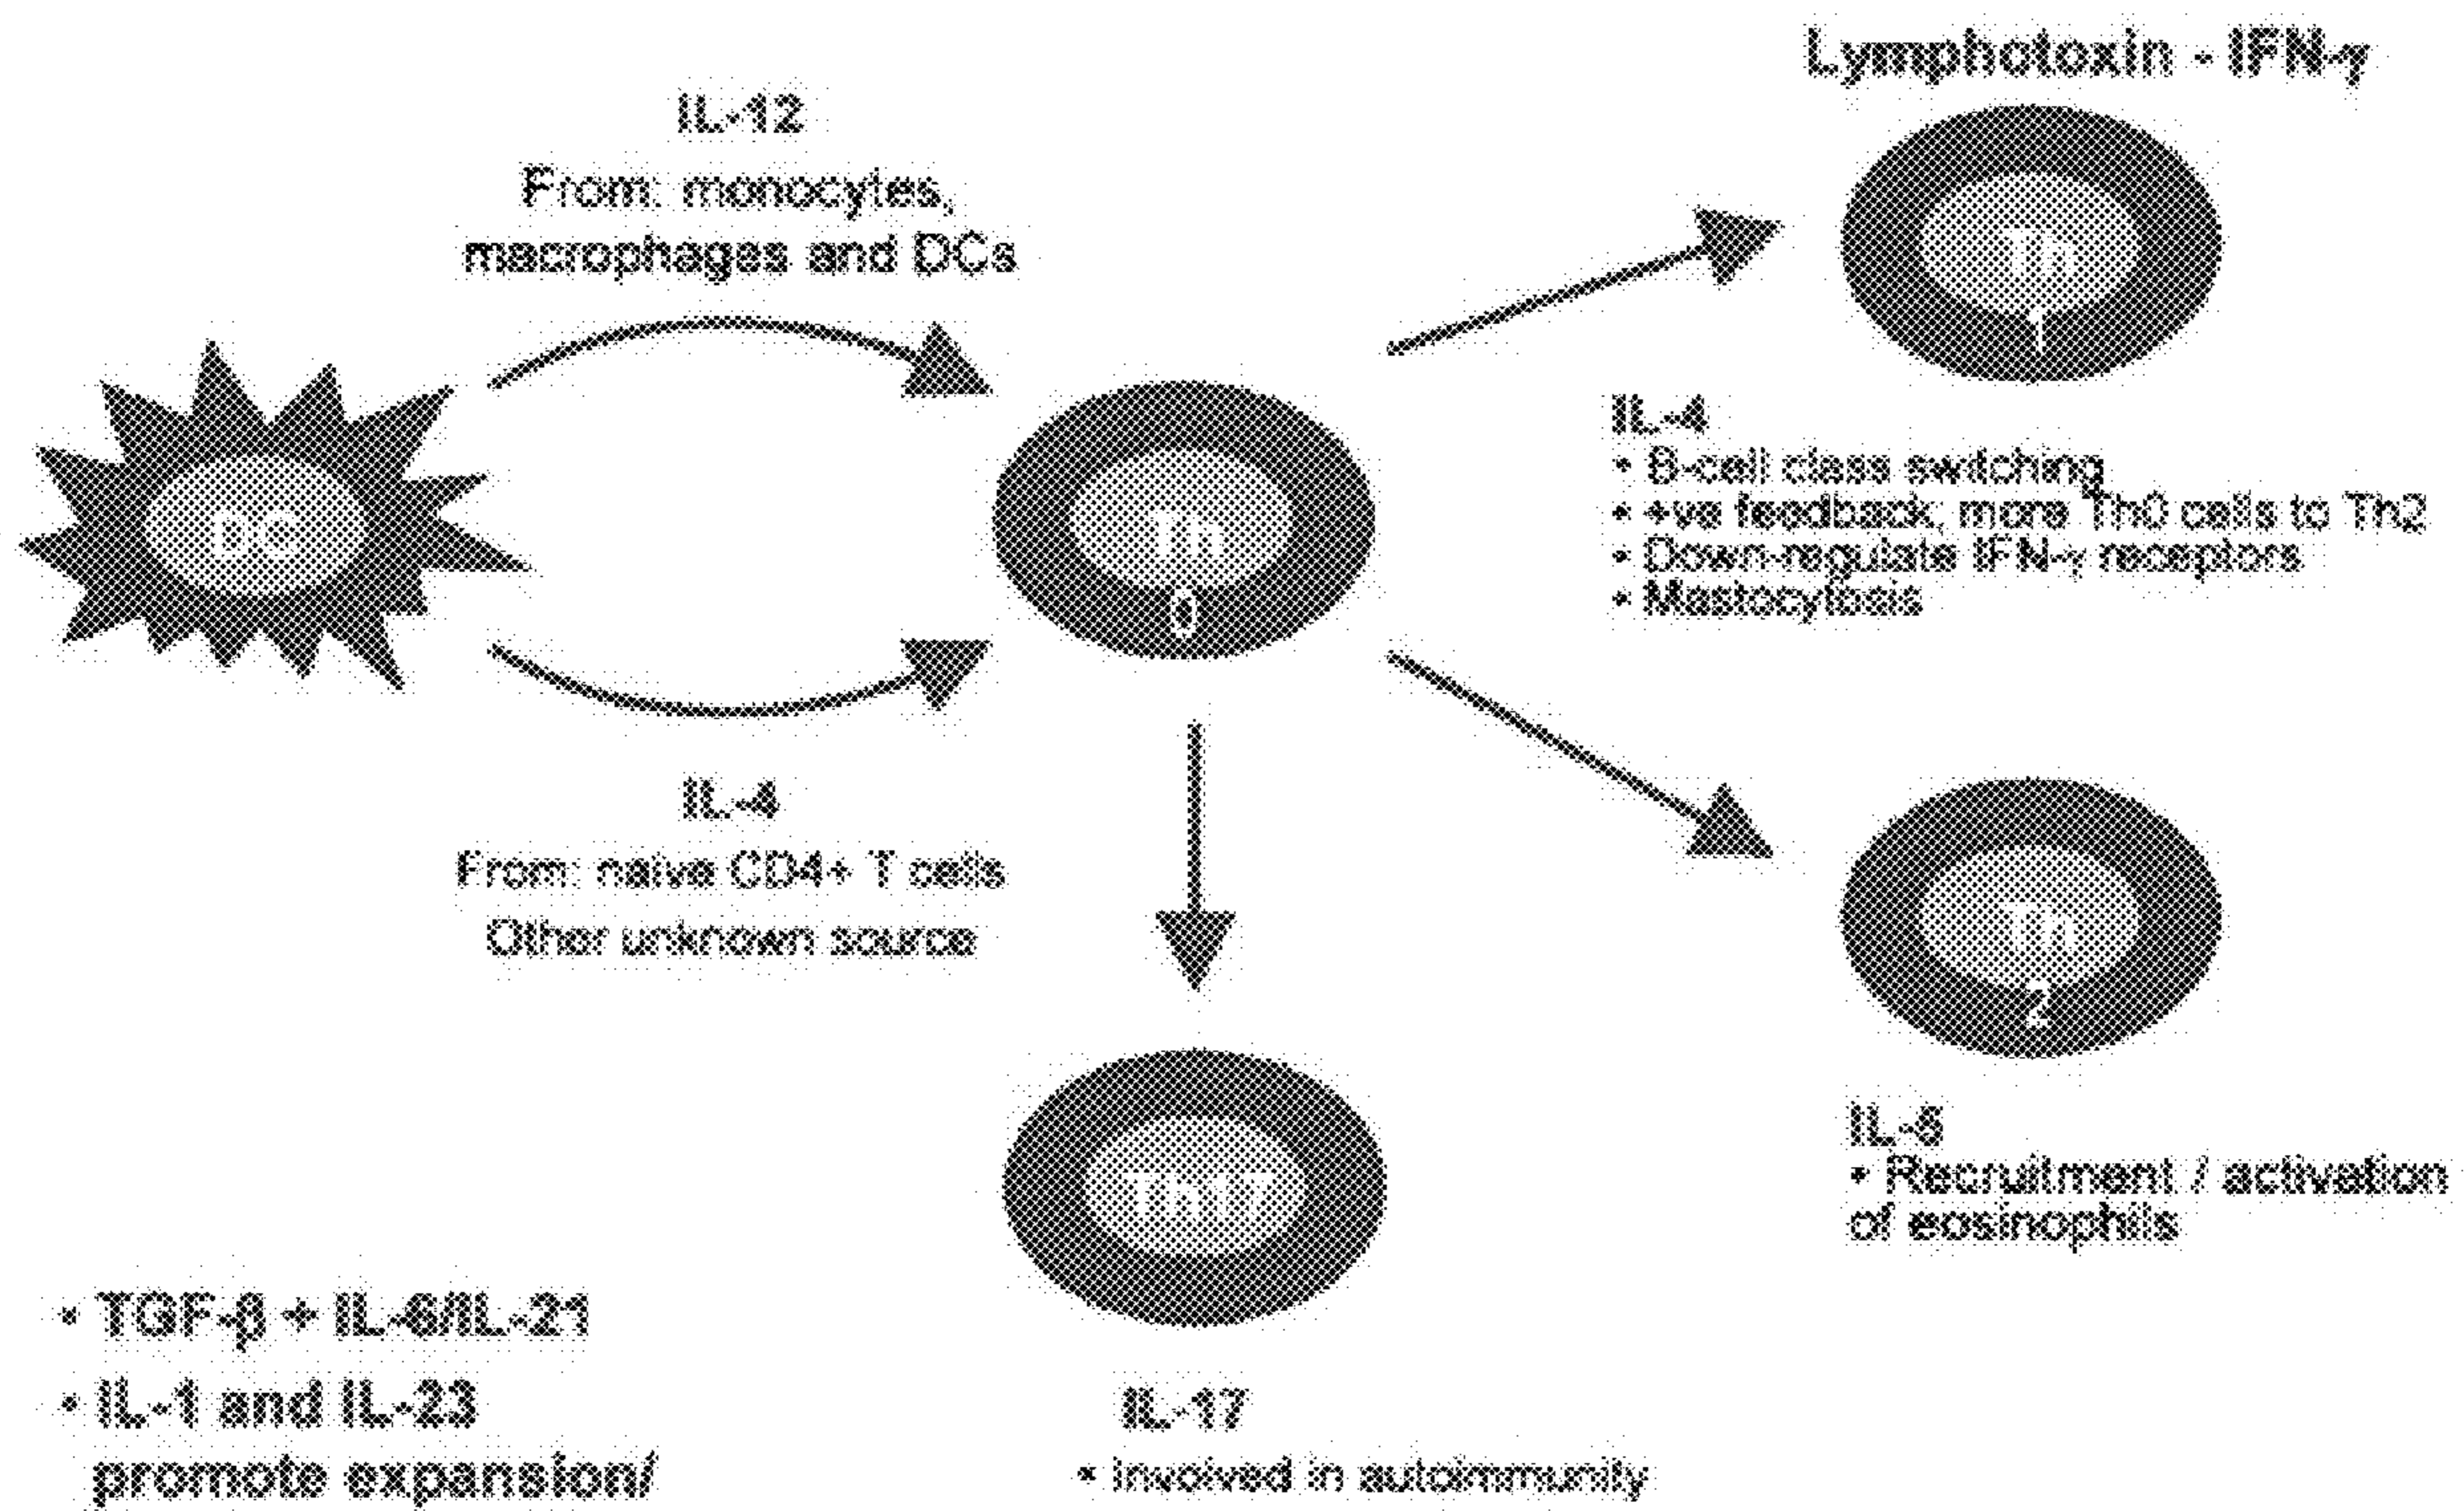 Lymphotoxin - IFN-γ
IL-12
From: monocytes,
macrophages and DCs
Th
1
DC
Th
0
IL-4
• B-cell class switching
• +ve feedback; more Th0 cells to Th2
• Down-regulate IFN-γ receptors
• Mastocytosis
IL-4
From: naive CD4+ T cells
Other unknown source
Th
2
IL-5
• Recruitment / activation
of eosinophils
Th17
IL-17
• involved in autoimmunity
• TGF-β + IL-6/IL-21
• IL-1 and IL-23
promote expansion/